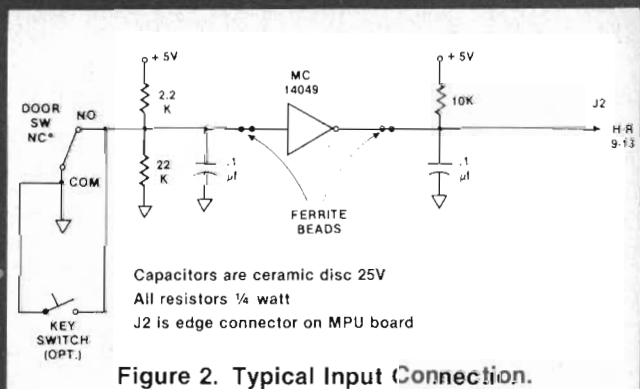 + 5V
2.2
K
DOOR
SW
NC*
NO
COM
22
K
.1
µf
MC
14049
+ 5V
10K
J2
H-R
9-13
.1
µf
FERRITE
BEADS
KEY
SWITCH
(OPT.)
Capacitors are ceramic disc 25V
All resistors ¼ watt
J2 is edge connector on MPU board
Figure 2. Typical Input Connection.